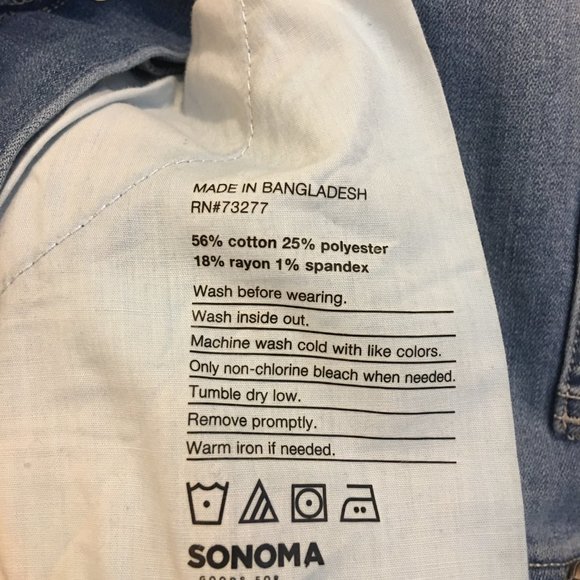 MADE IN BANGLADESH
RN#73277
56% cotton 25% polyester
18% rayon 1% spandex
Wash before wearing.
Wash inside out.
Machine wash cold with like colors.
Only non-chlorine bleach when needed.
Tumble dry low.
Remove promptly.
Warm iron if needed.
SONOMA
GOODS FOR